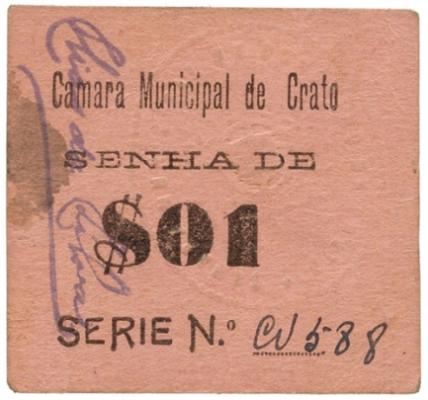 Camara Municipal de Crato
SENHA DE
$01
SERIE N.º CV 588